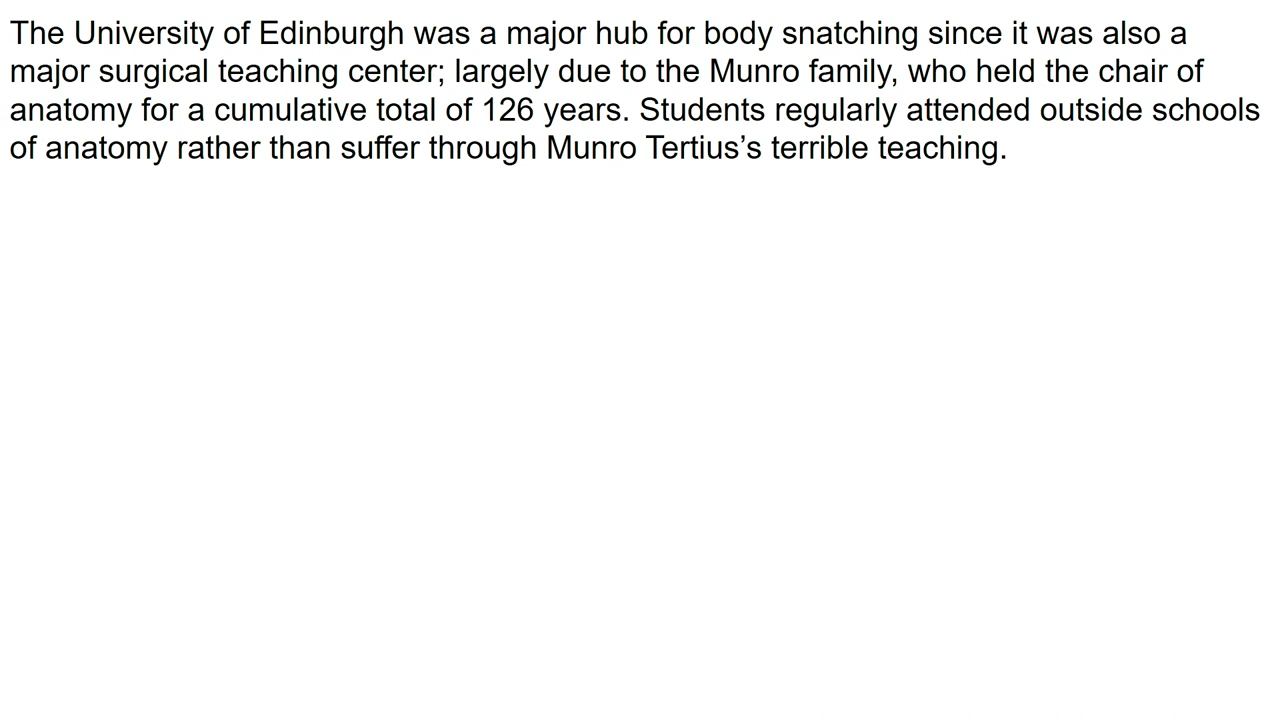 The University of Edinburgh was a major hub for body snatching since it was also a
major surgical teaching center; largely due to the Munro family, who held the chair of
anatomy for a cumulative total of 126 years. Students regularly attended outside schools
of anatomy rather than suffer through Munro Tertius’s terrible teaching.